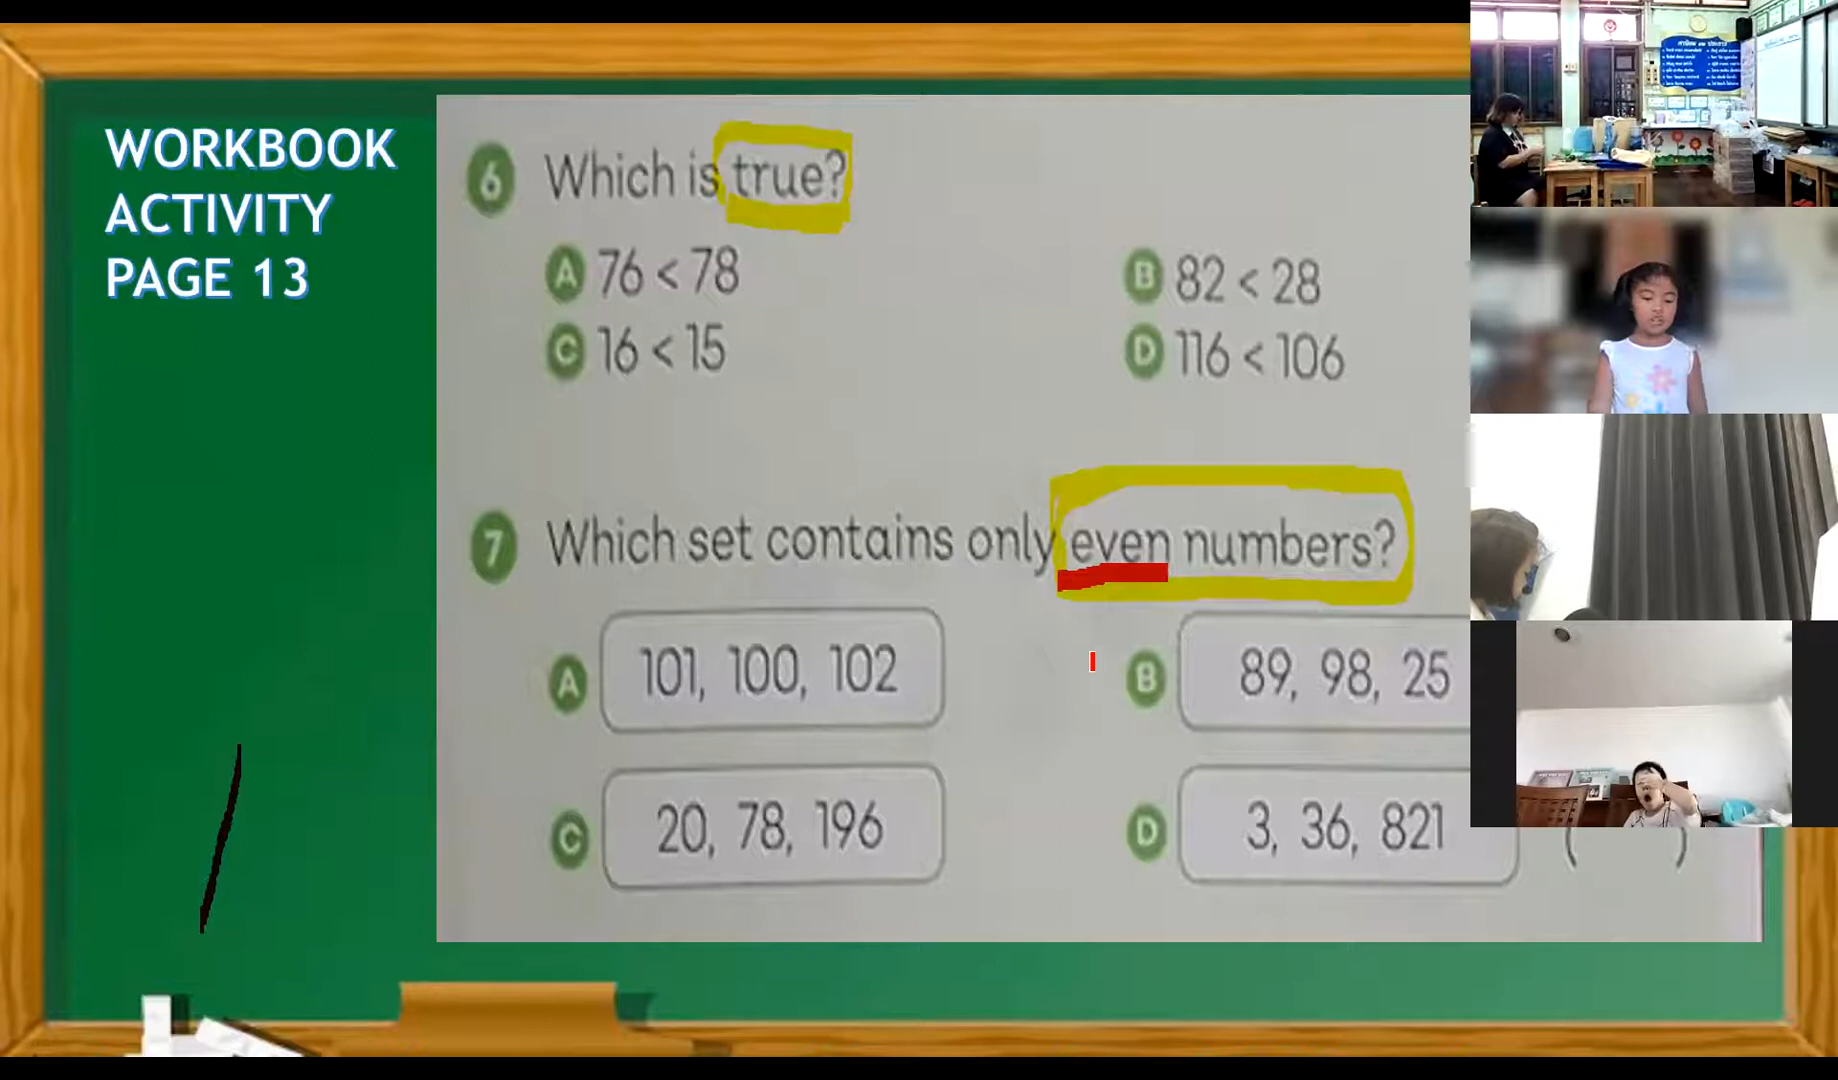 WORKBOOK
ACTIVITY
PAGE 13
6 Which is true?
A 76 < 78
B 82 < 28
C 16 < 15
D 116 < 106
7 Which set contains only even numbers?
A 101, 100, 102
B 89, 98, 25
C 20, 78, 196
D 3, 36, 821 ( )